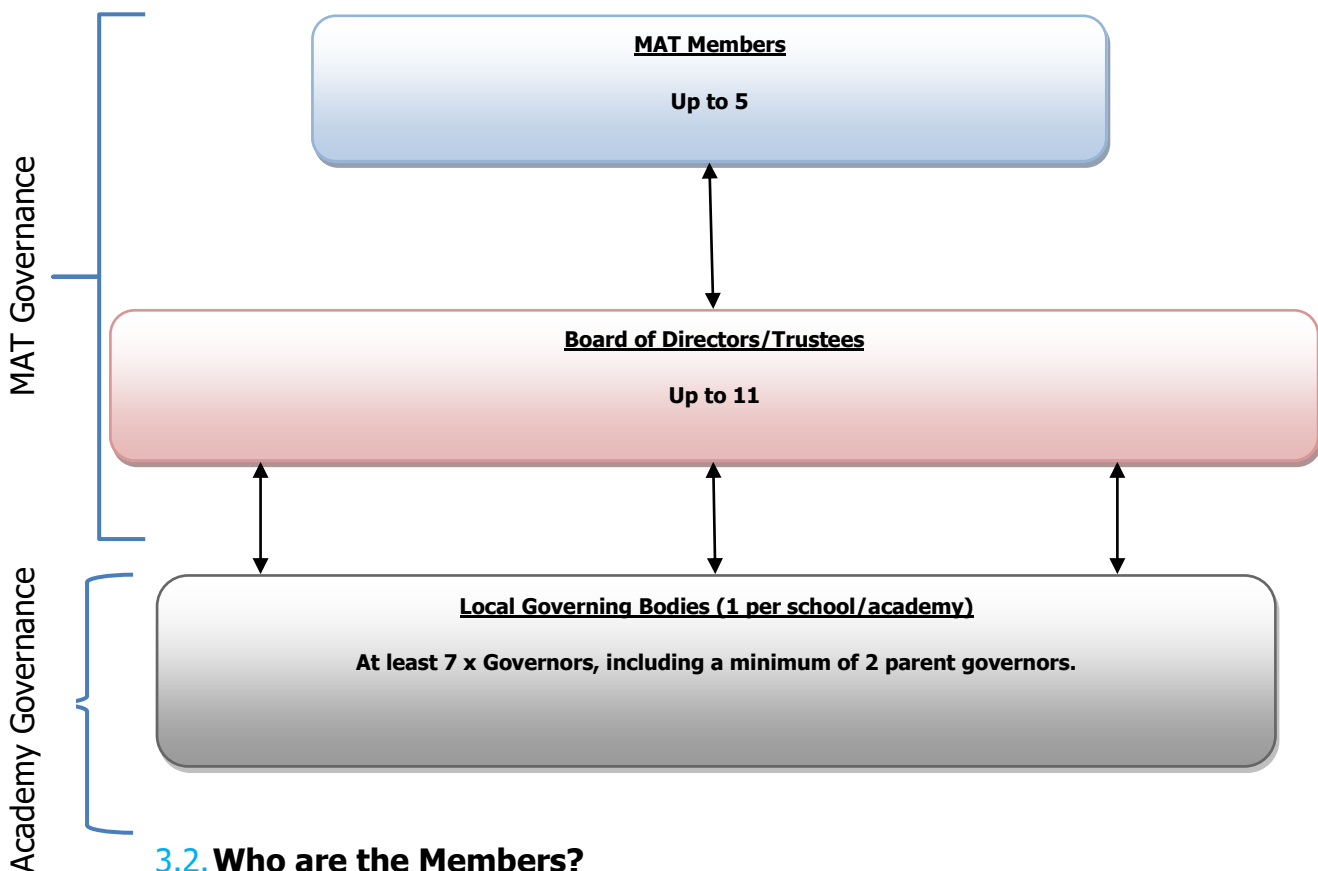 MAT Governance
MAT Members
Up to 5
Board of Directors/Trustees
Up to 11
Academy Governance
Local Governing Bodies (1 per school/academy)
At least 7 x Governors, including a minimum of 2 parent governors.
3.2. Who are the Members?